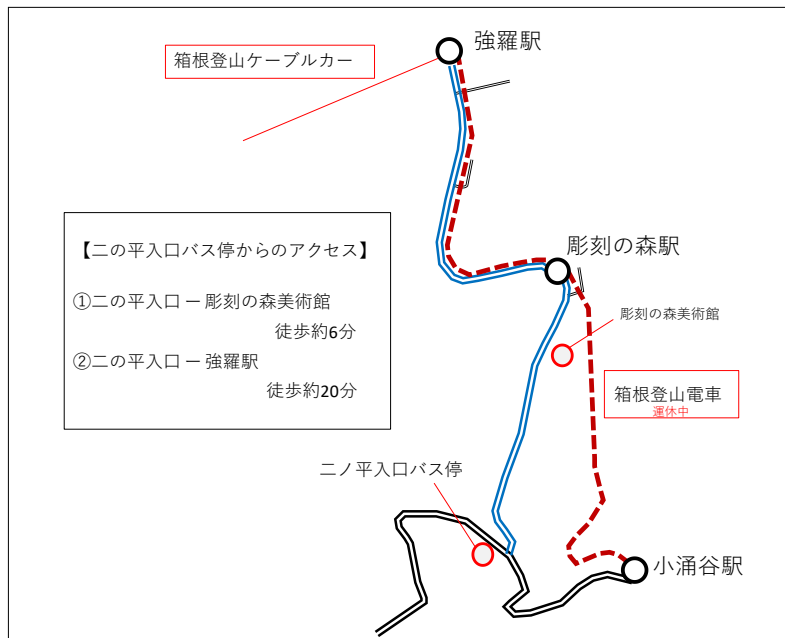 強羅駅
箱根登山ケーブルカー
【二の平入口バス停からのアクセス】
①二の平入口 ー 彫刻の森美術館
徒歩約6分
②二の平入口 ー 強羅駅
徒歩約20分
彫刻の森駅
彫刻の森美術館
箱根登山電車
運休中
二ノ平入口バス停
小涌谷駅